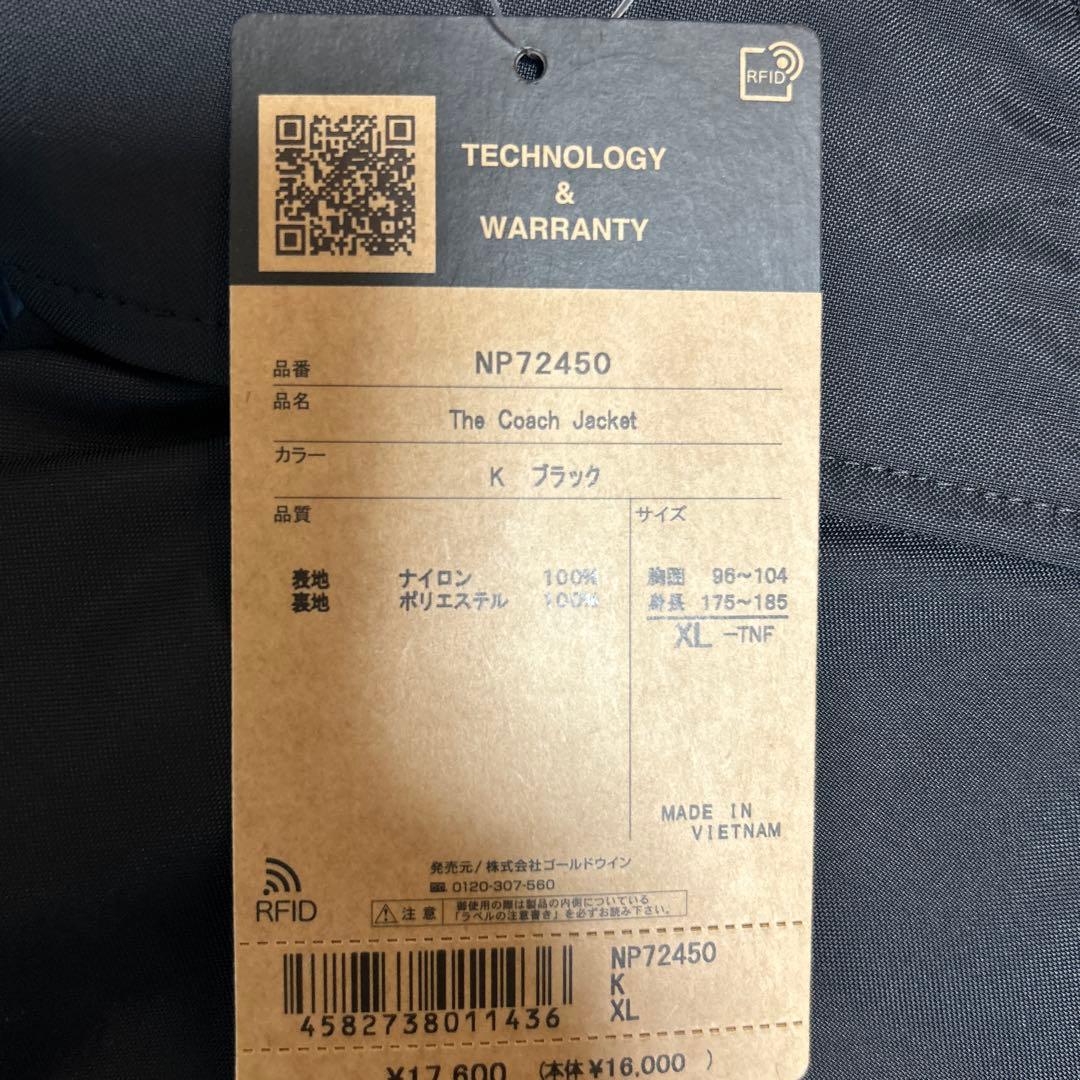 RFID
TECHNOLOGY
&
WARRANTY
品番 NP72450
品名
The Coach Jacket
カラー
K ブラック
品質
サイズ
表地 ナイロン 100%
裏地 ポリエステル 100%
胸囲 96〜104
身長 175〜185
XL -TNF
MADE IN
VIETNAM
発売元/株式会社ゴールドウイン
0120-307-560
RFID
注意
御使用の際は製品の内側についている
「ラベルの注意書き」を必ずお読み下さい。
NP72450
K
XL
4582738011436
¥17,600 (本体¥16,000 )